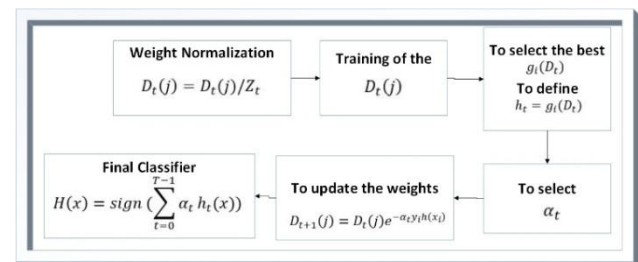 Weight Normalization
D_t(j) = D_t(j)/Z_t
Training of the
D_t(j)
To select the best
g_i(D_t)
To define
h_t = g_i(D_t)
To select
α_t
To update the weights
D_{t+1}(j) = D_t(j)e^{-α_t y_i h(x_i)}
Final Classifier
H(x) = sign (∑_{t=0}^{T-1} α_t h_t(x))